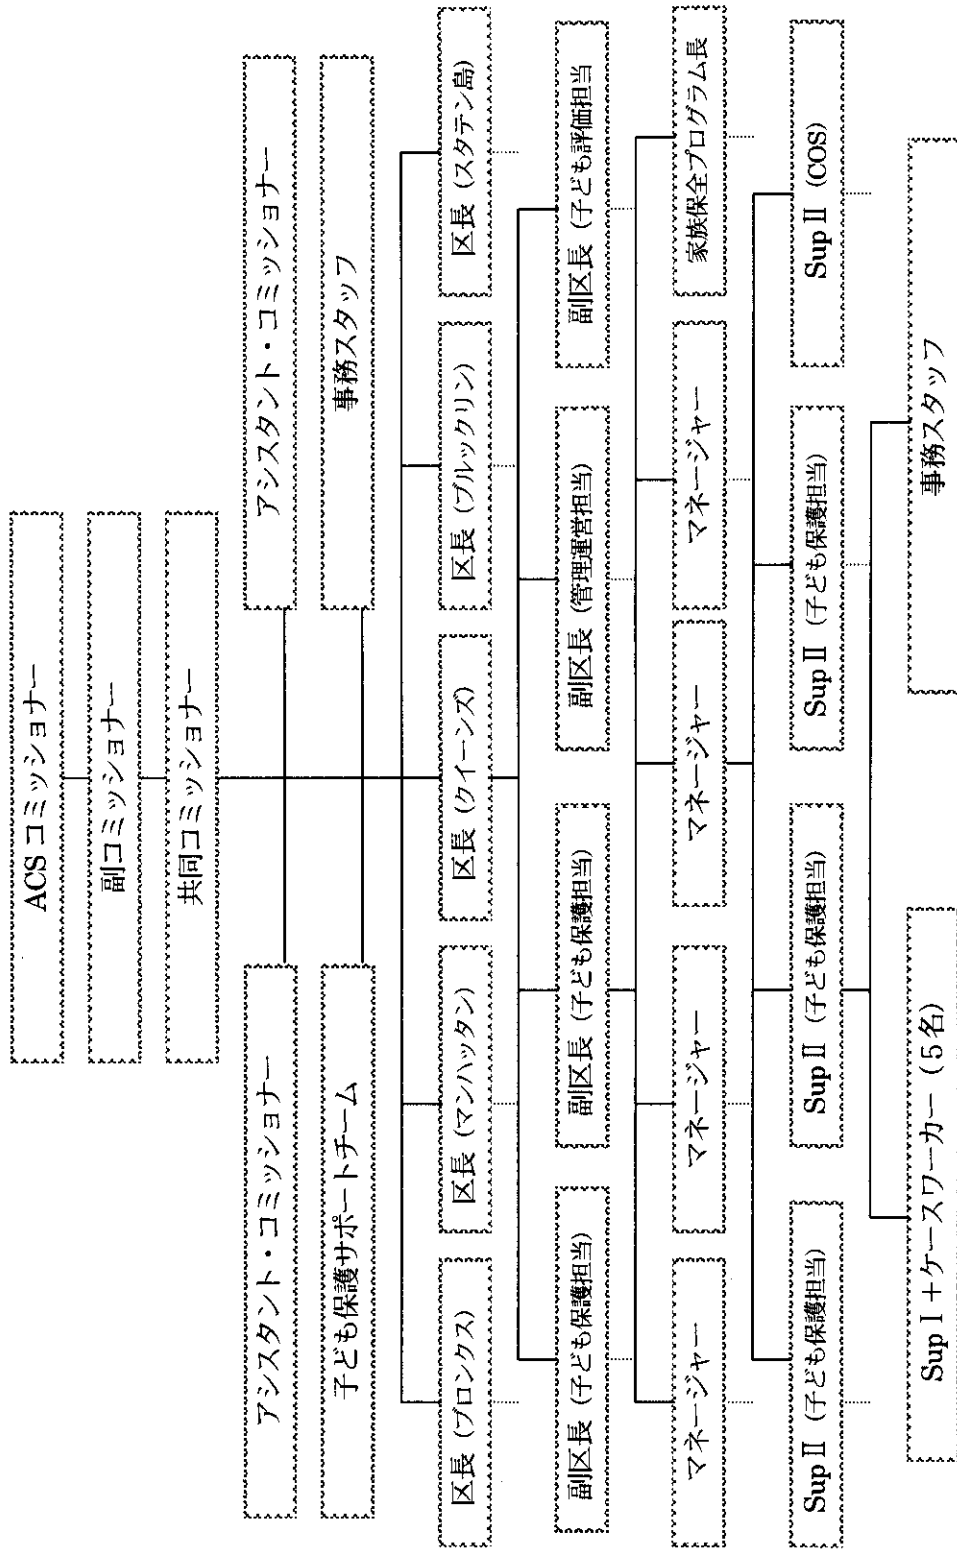 ACS コミッショナー
副コミッショナー
共同コミッショナー
アシスタント・コミッショナー
アシスタント・コミッショナー
子ども保護サポートチーム
事務スタッフ
区長 (ブロンクス)
区長 (マンハッタン)
区長 (クイーンズ)
区長 (ブルックリン)
区長 (スタテン島)
副区長 (子ども保護担当)
副区長 (子ども保護担当)
副区長 (管理運営担当)
副区長 (子ども評価担当
マネージャー
マネージャー
マネージャー
マネージャー
家族保全プログラム長
Sup Ⅱ (子ども保護担当)
Sup Ⅱ (子ども保護担当)
Sup Ⅱ (子ども保護担当)
Sup Ⅱ (COS)
Sup Ⅰ＋ケースワーカー (5名)
事務スタッフ